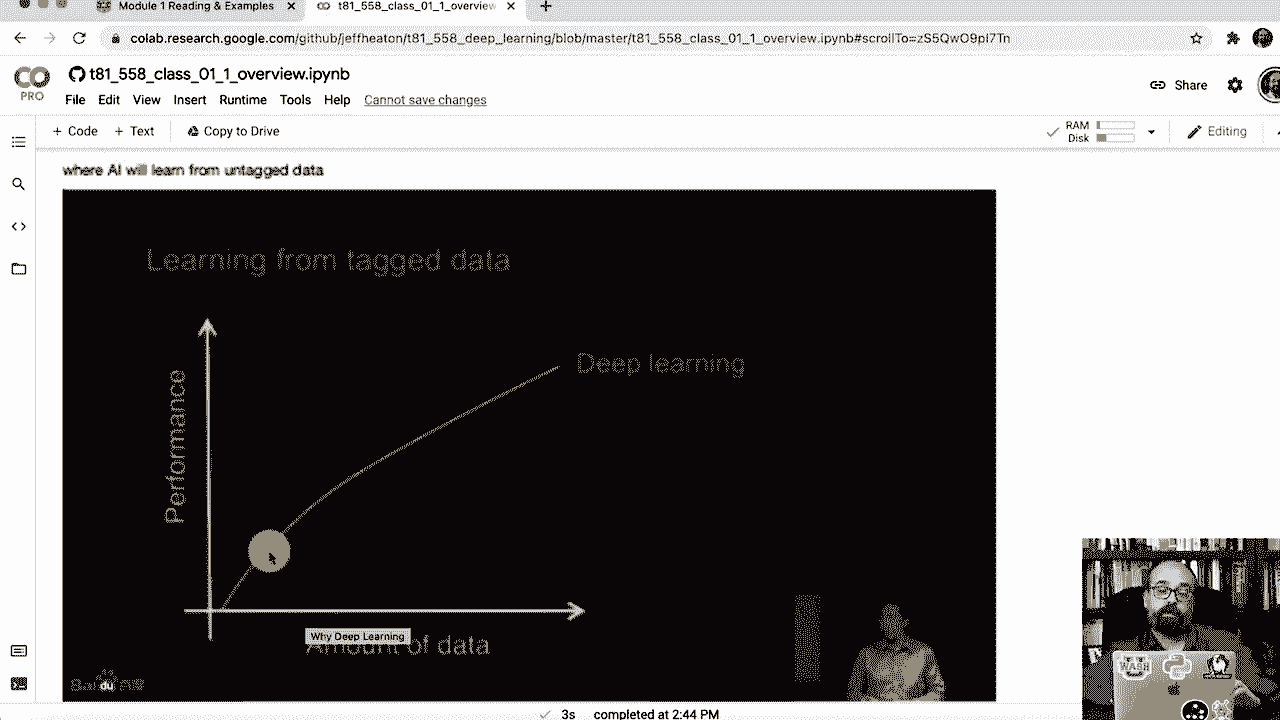 Module 1 Reading & Examples
t81_558_class_01_1_overview
colab.research.google.com/github/jeffheaton/t81_558_deep_learning/blob/master/t81_558_class_01_1_overview.ipynb#scrollTo=zS5QwO9pI7Tn
CO
PRO
t81_558_class_01_1_overview.ipynb
File Edit View Insert Runtime Tools Help Cannot save changes
Share
+ Code + Text Copy to Drive
RAM
Disk
Editing
where AI will learn from untagged data
Learning from tagged data
Deep learning
Performance
Why Deep Learning
Amount of data
Bai du
WASH
3s completed at 2:44 PM